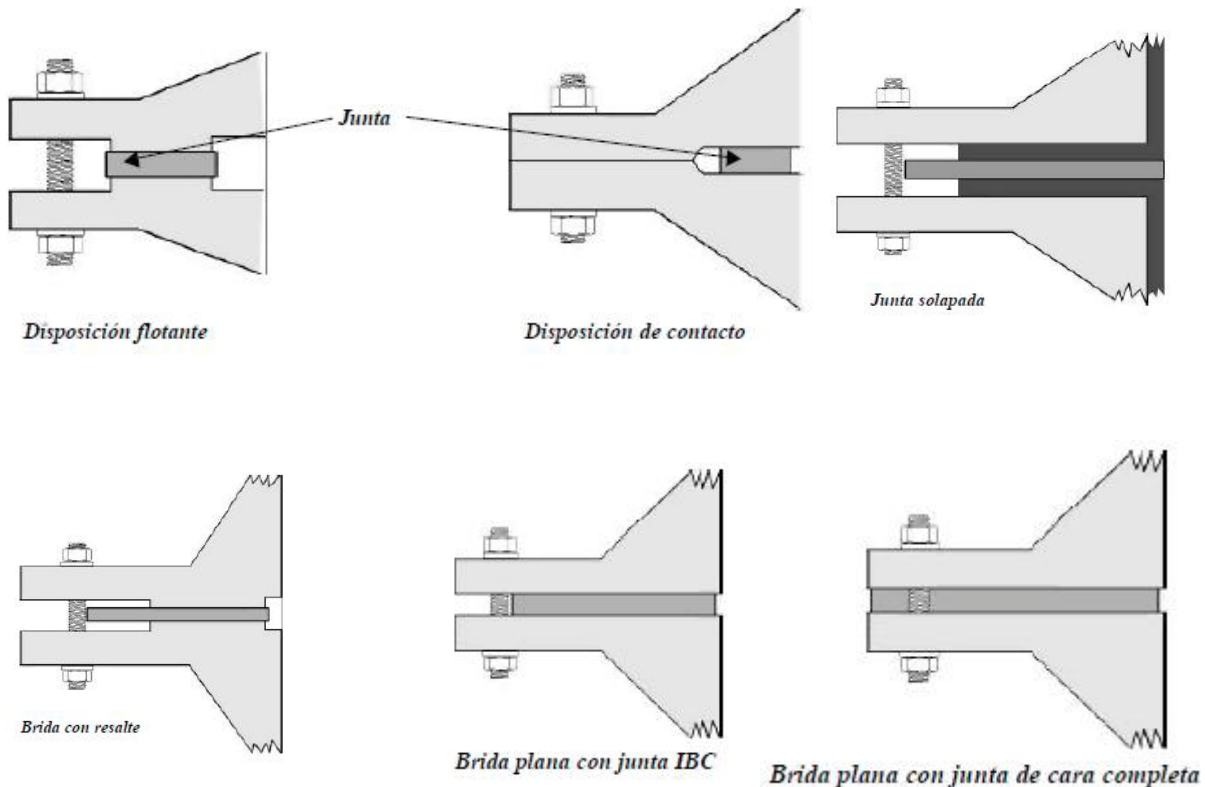 Junta
Disposición flotante
Disposición de contacto
Junta solapada
Brida con resalte
Brida plana con junta IBC
Brida plana con junta de cara completa